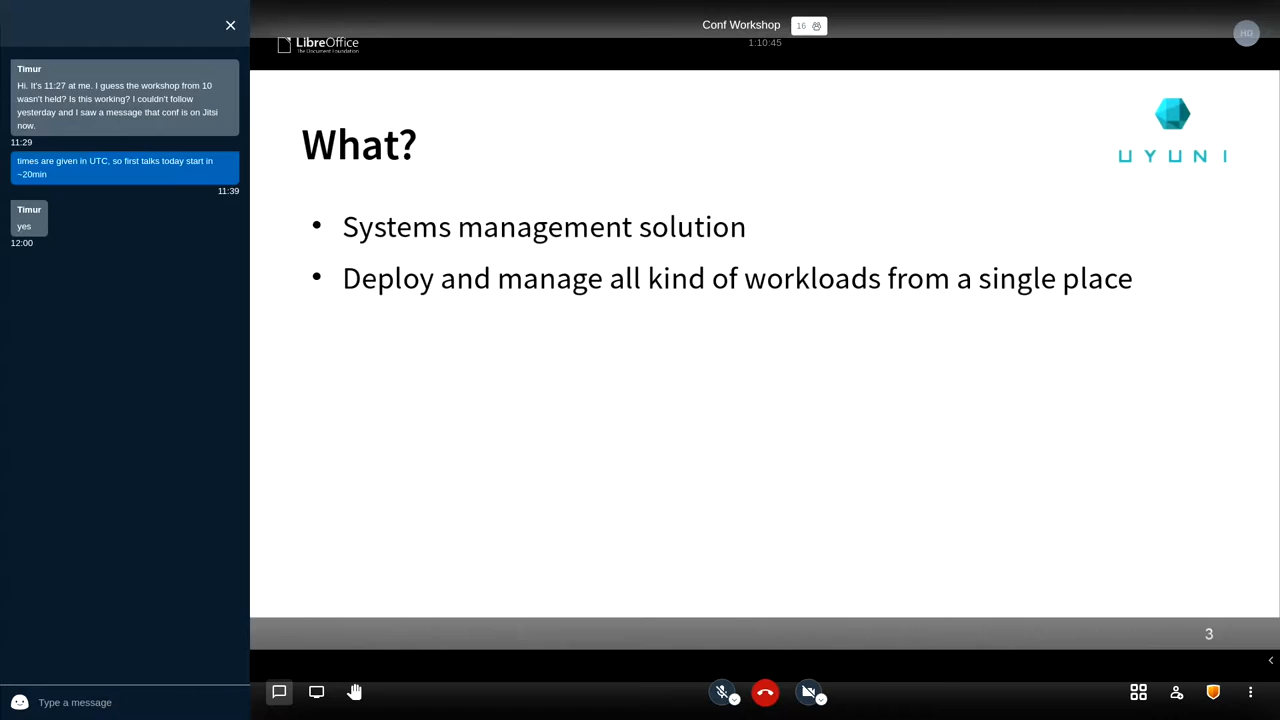 Conf Workshop
16
1:10:45
HD
LibreOffice
The Document Foundation
Timur
Hi. It's 11:27 at me. I guess the workshop from 10
wasn't held? Is this working? I couldn't follow
yesterday and I saw a message that conf is on Jitsi
now.
11:29
times are given in UTC, so first talks today start in
~20min
11:39
Timur
yes
12:00
What?
UYUNI
• Systems management solution
• Deploy and manage all kind of workloads from a single place
3
Type a message